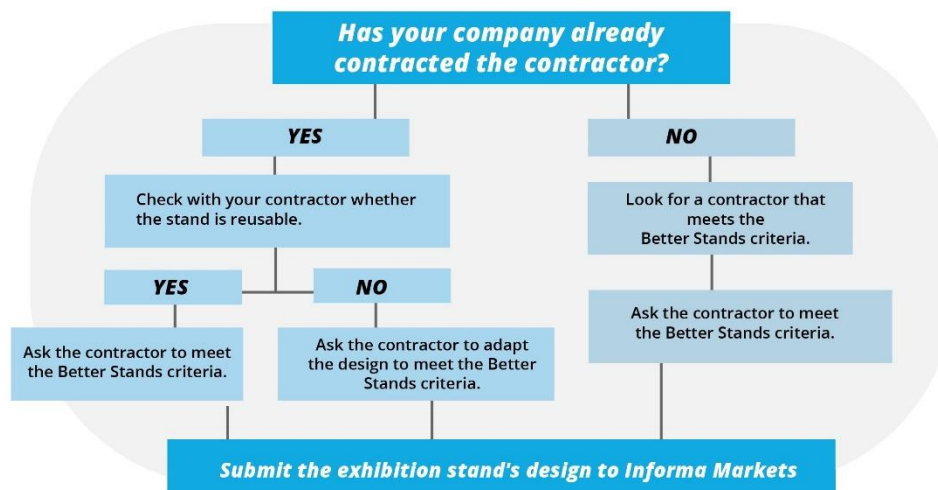 Has your company already
contracted the contractor?
YES
NO
Check with your contractor whether
the stand is reusable.
Look for a contractor that
meets the
Better Stands criteria.
YES
NO
Ask the contractor to meet
the Better Stands criteria.
Ask the contractor to adapt
the design to meet the Better
Stands criteria.
Ask the contractor to meet
the Better Stands criteria.
Submit the exhibition stand's design to Informa Markets